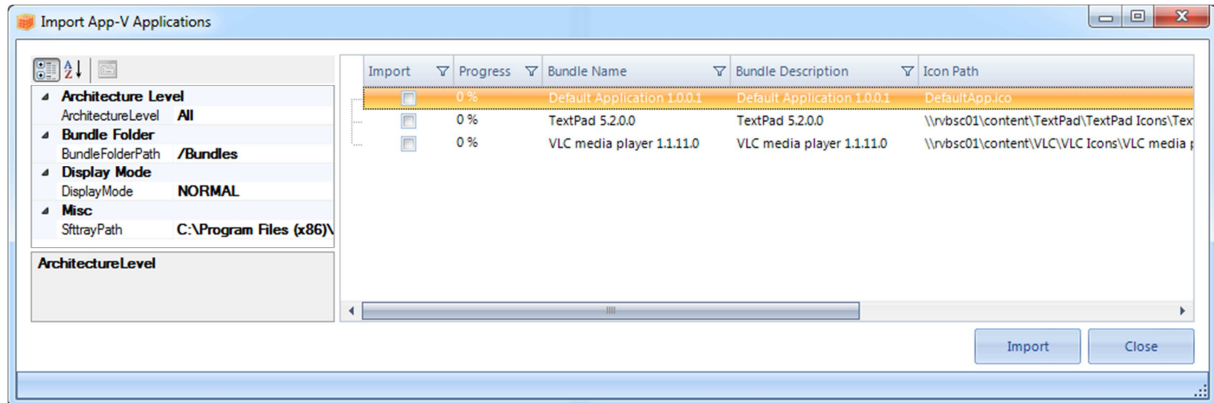 Import App-V Applications
Import Progress Bundle Name Bundle Description Icon Path
Architecture Level
ArchitectureLevel All
Bundle Folder
BundleFolderPath /Bundles
Display Mode
DisplayMode NORMAL
Misc
SfttrayPath C:\Program Files (x86)\
ArchitectureLevel
0 % Default Application 1.0.0.1 Default Application 1.0.0.1 DefaultApp.ico
0 % TextPad 5.2.0.0 TextPad 5.2.0.0 \\rvbsc01\content\TextPad\TextPad Icons\Tex
0 % VLC media player 1.1.11.0 VLC media player 1.1.11.0 \\rvbsc01\content\VLC\VLC Icons\VLC media p
Import Close